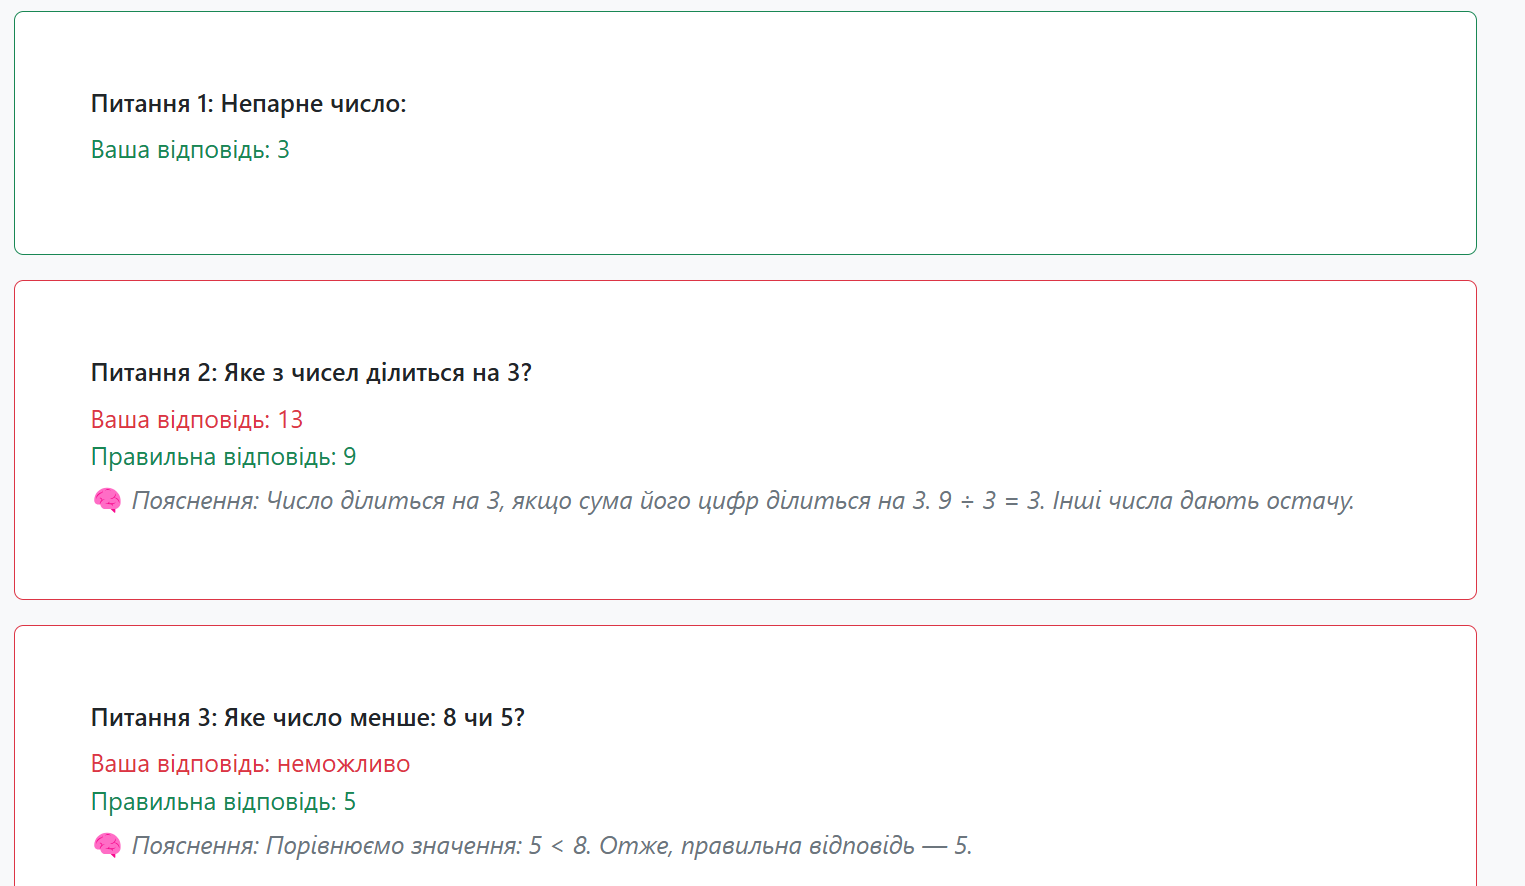 Питання 1: Непарне число:
Ваша відповідь: 3
Питання 2: Яке з чисел ділиться на 3?
Ваша відповідь: 13
Правильна відповідь: 9
🧠 Пояснення: Число ділиться на 3, якщо сума його цифр ділиться на 3. 9 ÷ 3 = 3. Інші числа дають остачу.
Питання 3: Яке число менше: 8 чи 5?
Ваша відповідь: неможливо
Правильна відповідь: 5
🧠 Пояснення: Порівнюємо значення: 5 < 8. Отже, правильна відповідь — 5.